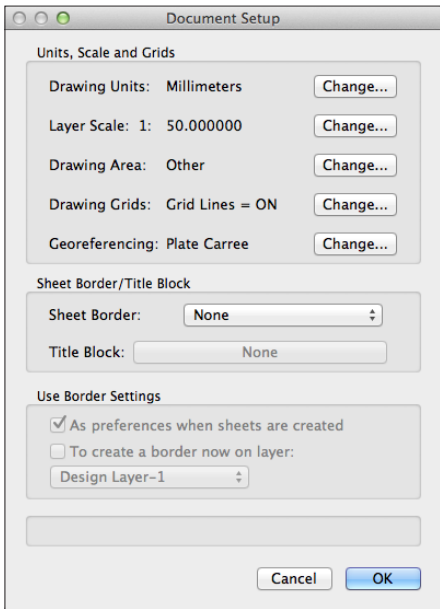 Document Setup
Units, Scale and Grids
Drawing Units: Millimeters Change...
Layer Scale: 1: 50.000000 Change...
Drawing Area: Other Change...
Drawing Grids: Grid Lines = ON Change...
Georeferencing: Plate Carree Change...
Sheet Border/Title Block
Sheet Border: None
Title Block: None
Use Border Settings
As preferences when sheets are created
To create a border now on layer:
Design Layer-1
Cancel OK